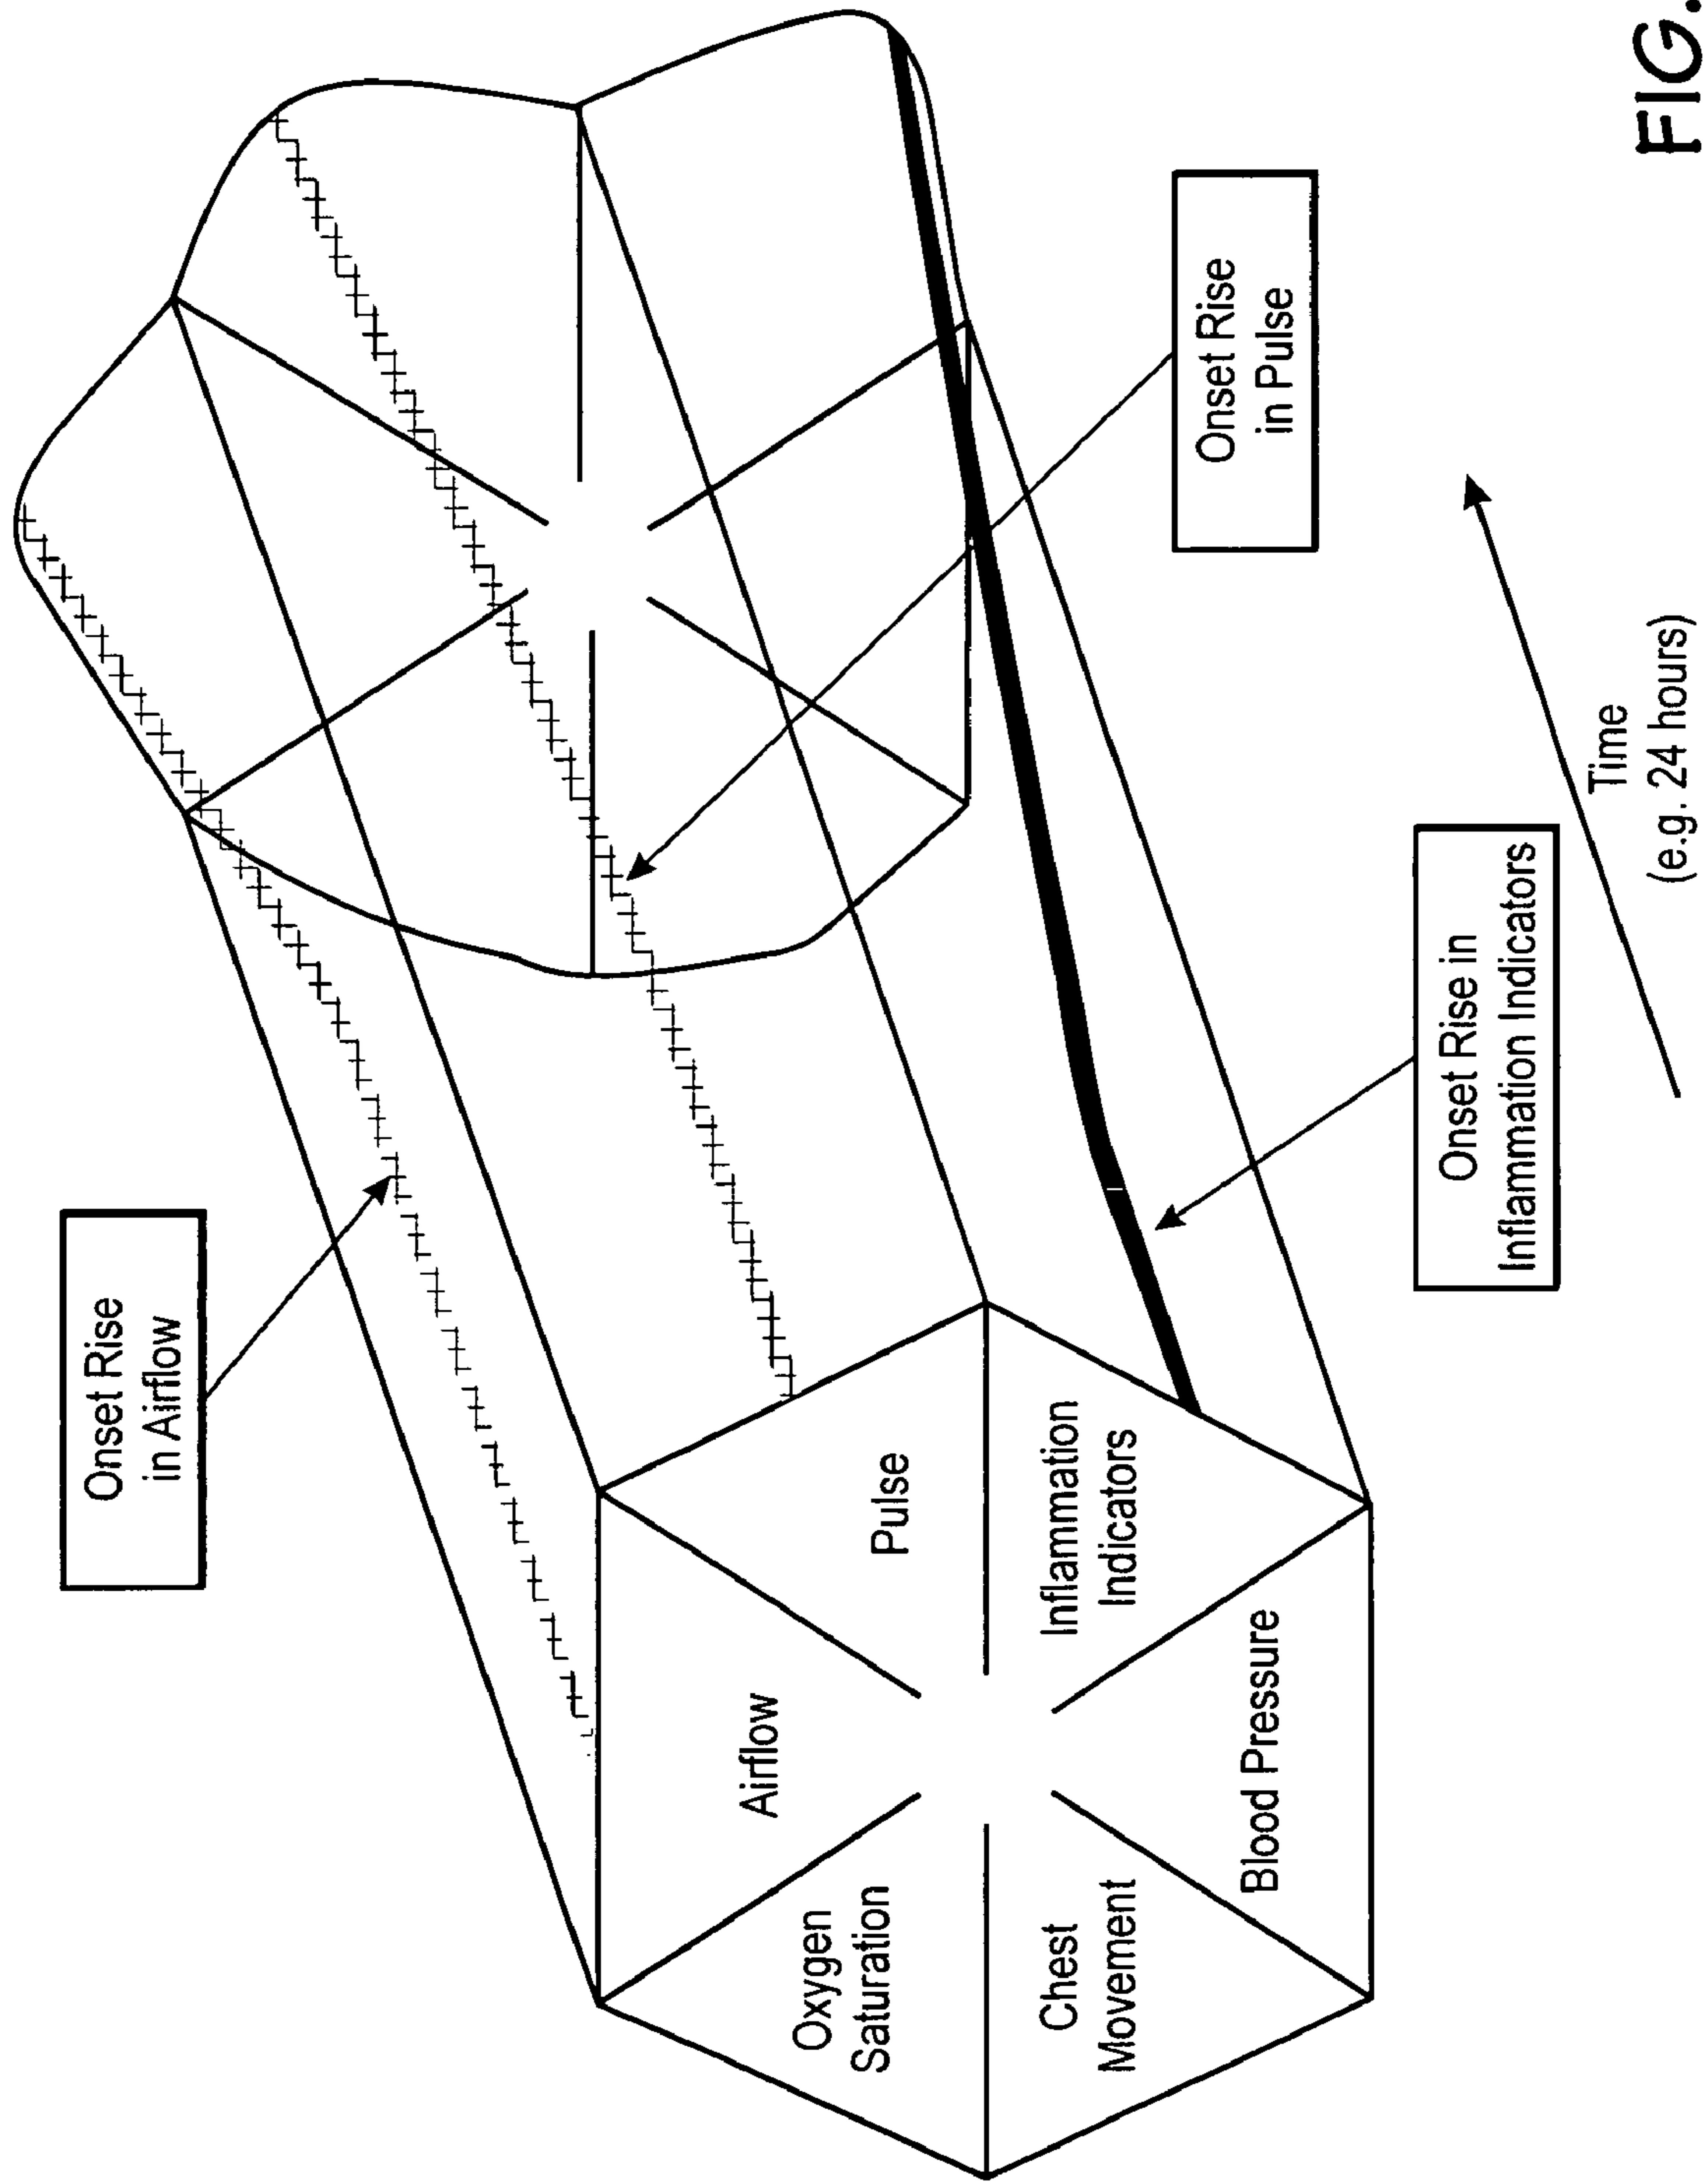 Onset Rise
in Airflow
Airflow
Oxygen
Saturation
Pulse
Chest
Movement
Inflammation
Indicators
Blood Pressure
Onset Rise
in Pulse
Onset Rise in
Inflammation Indicators
Time
(e.g. 24 hours)
FIG.